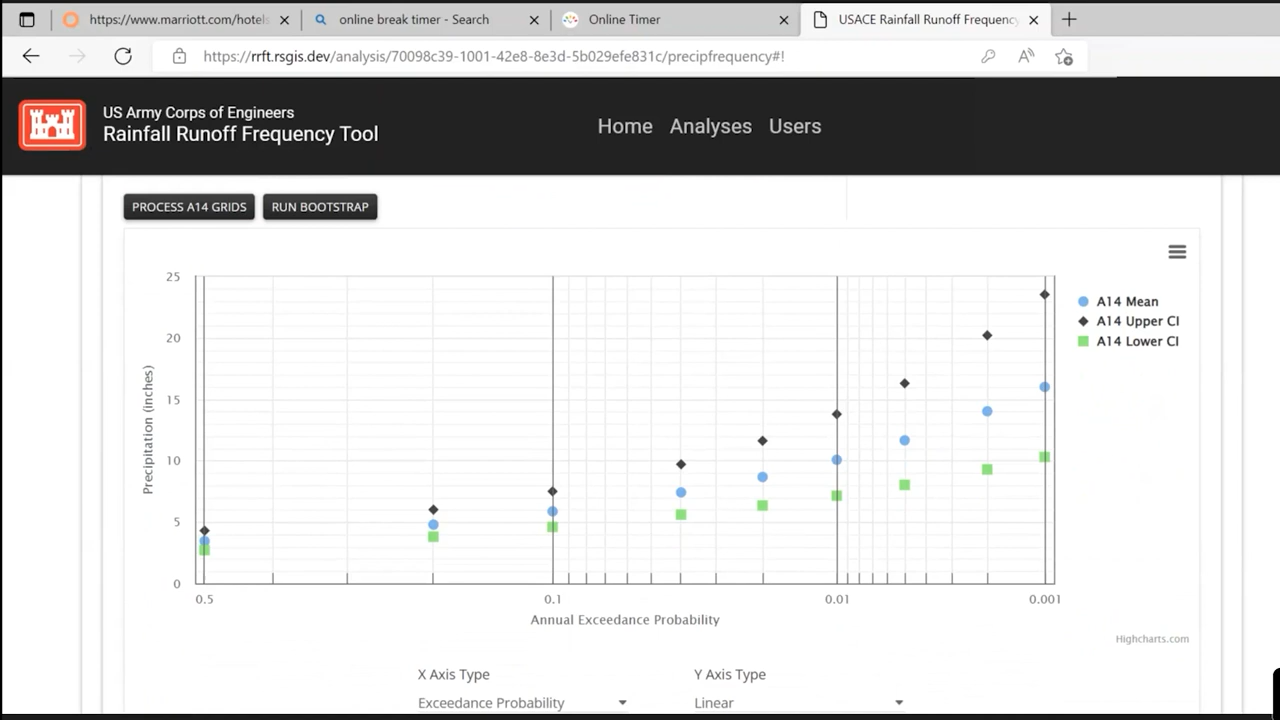 https://www.marriott.com/hotels
online break timer - Search
Online Timer
USACE Rainfall Runoff Frequency
https://rrft.rsgis.dev/analysis/70098c39-1001-42e8-8e3d-5b029efe831c/precipfrequency#!
US Army Corps of Engineers
Rainfall Runoff Frequency Tool
Home Analyses Users
PROCESS A14 GRIDS RUN BOOTSTRAP
25
20
15
10
5
0
Precipitation (inches)
A14 Mean
A14 Upper CI
A14 Lower CI
0.5 0.1 0.01 0.001
Annual Exceedance Probability
Highcharts.com
X Axis Type Y Axis Type
Exceedance Probability Linear